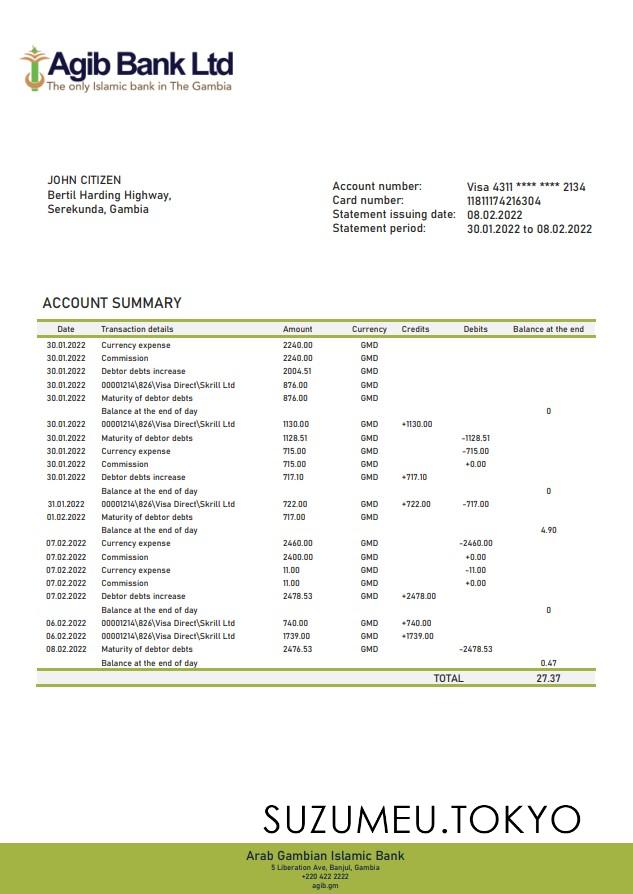 Agib Bank Ltd
The only Islamic bank in The Gambia
JOHN CITIZEN
Bertil Harding Highway,
Serekunda, Gambia
Account number: Visa 4311 **** **** 2134
Card number: 11811174216304
Statement issuing date: 08.02.2022
Statement period: 30.01.2022 to 08.02.2022
ACCOUNT SUMMARY
Date Transaction details Amount Currency Credits Debits Balance at the end
30.01.2022 Currency expense 2240.00 GMD
30.01.2022 Commission 2240.00 GMD
30.01.2022 Debtor debts increase 2004.51 GMD
30.01.2022 00001214\826\Visa Direct\Skrill Ltd 876.00 GMD
30.01.2022 Maturity of debtor debts 876.00 GMD
Balance at the end of day 0
30.01.2022 00001214\826\Visa Direct\Skrill Ltd 1130.00 GMD +1130.00
30.01.2022 Maturity of debtor debts 1128.51 GMD -1128.51
30.01.2022 Currency expense 715.00 GMD -715.00
30.01.2022 Commission 715.00 GMD +0.00
30.01.2022 Debtor debts increase 717.10 GMD +717.10
Balance at the end of day 0
31.01.2022 00001214\826\Visa Direct\Skrill Ltd 722.00 GMD +722.00 -717.00
01.02.2022 Maturity of debtor debts 717.00 GMD
Balance at the end of day 4.90
07.02.2022 Currency expense 2460.00 GMD -2460.00
07.02.2022 Commission 2400.00 GMD +0.00
07.02.2022 Currency expense 11.00 GMD -11.00
07.02.2022 Commission 11.00 GMD +0.00
07.02.2022 Debtor debts increase 2478.53 GMD +2478.00
Balance at the end of day 0
06.02.2022 00001214\826\Visa Direct\Skrill Ltd 740.00 GMD +740.00
06.02.2022 00001214\826\Visa Direct\Skrill Ltd 1739.00 GMD +1739.00
08.02.2022 Maturity of debtor debts 2476.53 GMD -2478.53
Balance at the end of day 0.47
TOTAL 27.37
SUZUMEU.TOKYO
Arab Gambian Islamic Bank
5 Liberation Ave, Banjul, Gambia
+220 422 2222
agib.gm